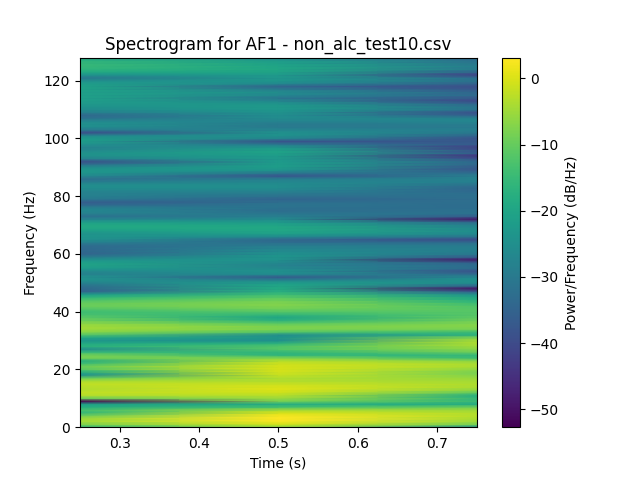 Spectrogram for AF1 - non_alc_test10.csv
120
100
80
60
40
20
0
Frequency (Hz)
0.3 0.4 0.5 0.6 0.7
Time (s)
0
−10
−20
−30
−40
−50
Power/Frequency (dB/Hz)